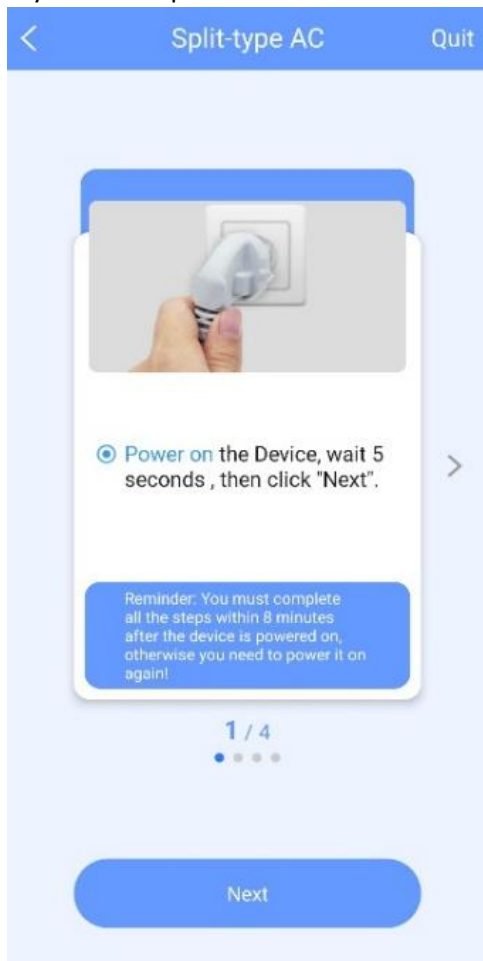 Split-type AC
Quit
Power on the Device, wait 5
seconds , then click "Next".
Reminder: You must complete
all the steps within 8 minutes
after the device is powered on,
otherwise you need to power it on
again!
1 / 4
Next